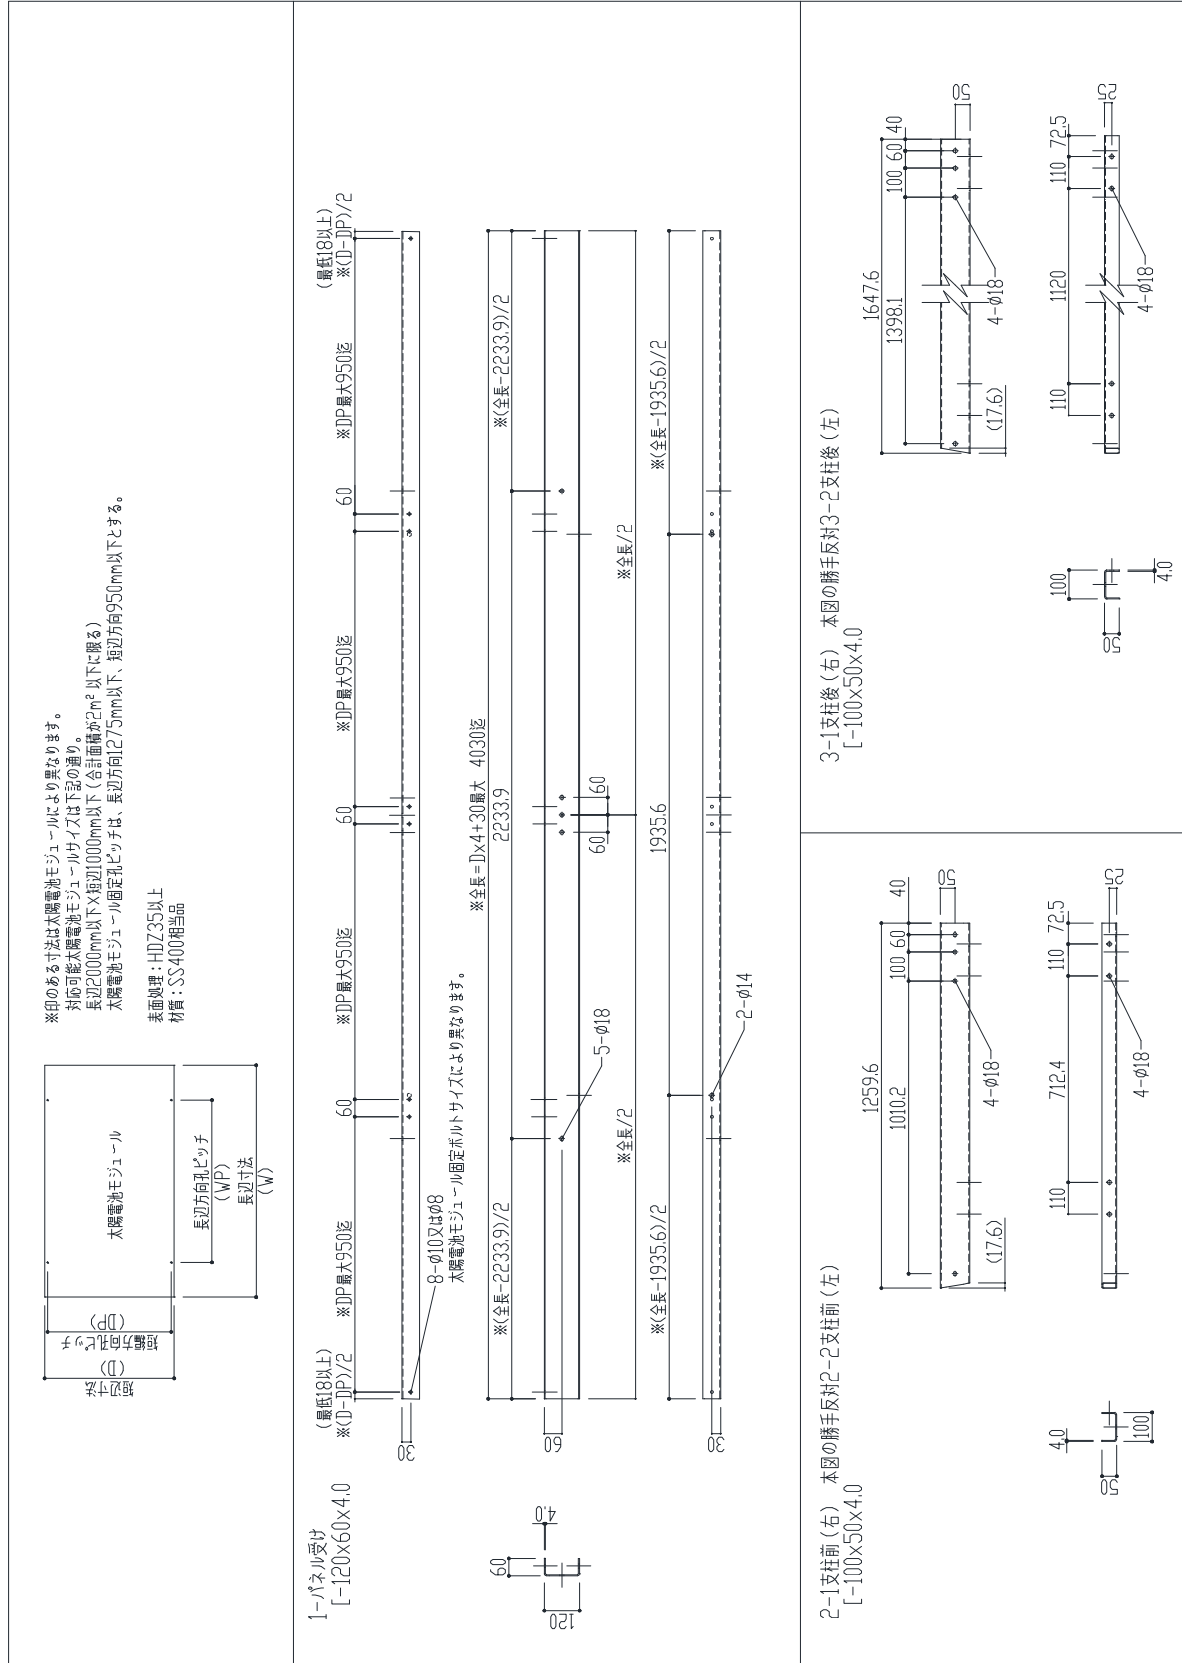 ※印のある寸法は太陽電池モジュールにより異なります。
対応可能太陽電池モジュールサイズは下記の通り。
長辺2000mm以下×短辺1000mm以下(合計面積が2m²以下に限る)
太陽電池モジュール固定孔ピッチは、長辺方向1275mm以下、短辺方向950mm以下とする。
表面処理:HDZ35以上
材質:SS400相当品
太陽電池モジュール
長辺方向孔ピッチ
(WP)
長辺寸法
(W)
短編方向孔ピッチ
(DP)
短辺寸法
(D)
1-パネル受け
[-120x60x4.0
60
4.0
120
(最低18以上)
※(D-DP)/2
※DP最大950迄
60
※DP最大950迄
60
※DP最大950迄
60
※DP最大950迄
(最低18以上)
※(D-DP)/2
30
8-φ10又はφ8
太陽電池モジュール固定ボルトサイズにより異なります。
※全長=Dx4+30最大 4030迄
※(全長-2233.9)/2
2233.9
※(全長-2233.9)/2
60
5-φ18
60
60
※全長/2
※全長/2
※(全長-1935.6)/2
1935.6
※(全長-1935.6)/2
30
2-φ14
2-1支柱前(右) 本図の勝手反対2-2支柱前(左)
[-100x50x4.0
4.0
50
100
1259.6
1010.2
100
60
40
50
(17.6)
4-φ18
110
712.4
110
72.5
25
4-φ18
3-1支柱後(右) 本図の勝手反対3-2支柱後(左)
[-100x50x4.0
100
50
4.0
1647.6
1398.1
100
60
40
50
(17.6)
4-φ18
110
1120
110
72.5
25
4-φ18